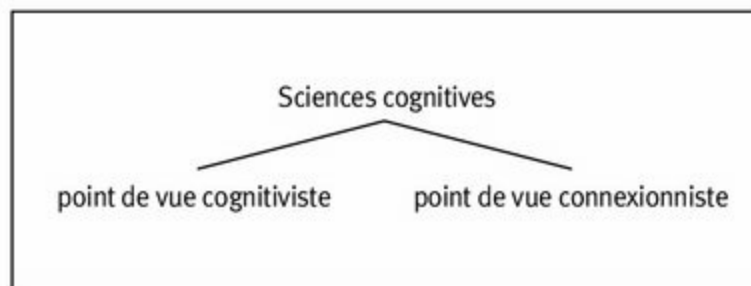 Sciences cognitives
point de vue cognitiviste point de vue connexionniste